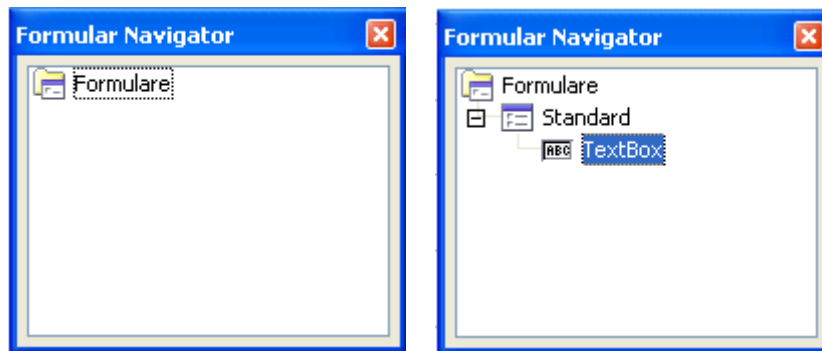 Formular Navigator
Formulare
Formular Navigator
Formulare
Standard
ABC TextBox